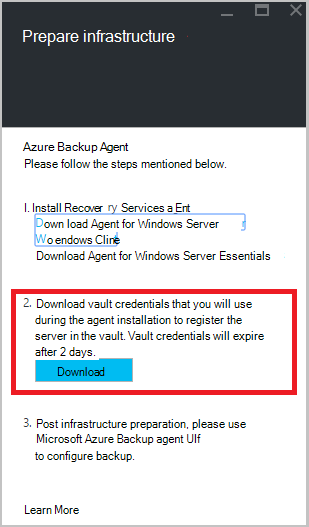 Prepare infrastructure
Azure Backup Agent
Please follow the steps mentioned below.
1. Install Recover ry Services a Ent
Down load Agent for Windows Server
Wo endows Cline
Download Agent for Windows Server Essentials
2. Download vault credentials that you will use
during the agent installation to register the
server in the vault. Vault credentials will expire
after 2 days.
Download
3. Post infrastructure preparation, please use
Microsoft Azure Backup agent UIf
to configure backup.
Learn More